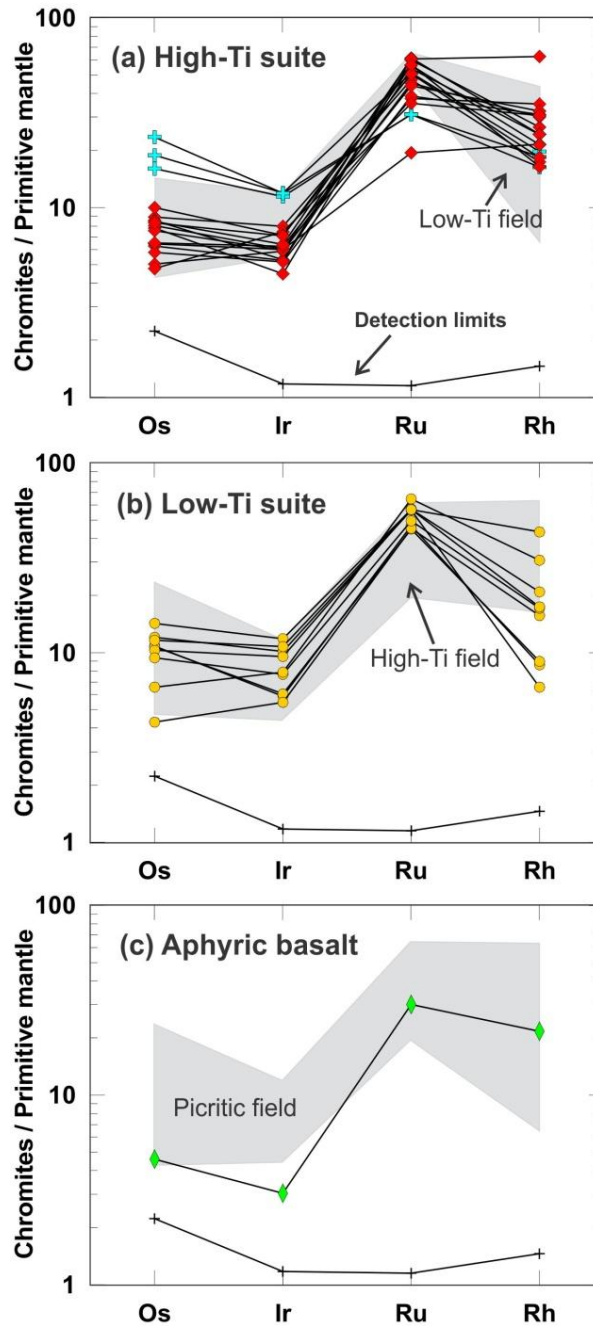 100
(a) High-Ti suite
10
Low-Ti field
Detection limits
1
Chromites / Primitive mantle
Os Ir Ru Rh
100
(b) Low-Ti suite
10
High-Ti field
1
Chromites / Primitive mantle
Os Ir Ru Rh
100
(c) Aphyric basalt
10
Picritic field
1
Chromites / Primitive mantle
Os Ir Ru Rh